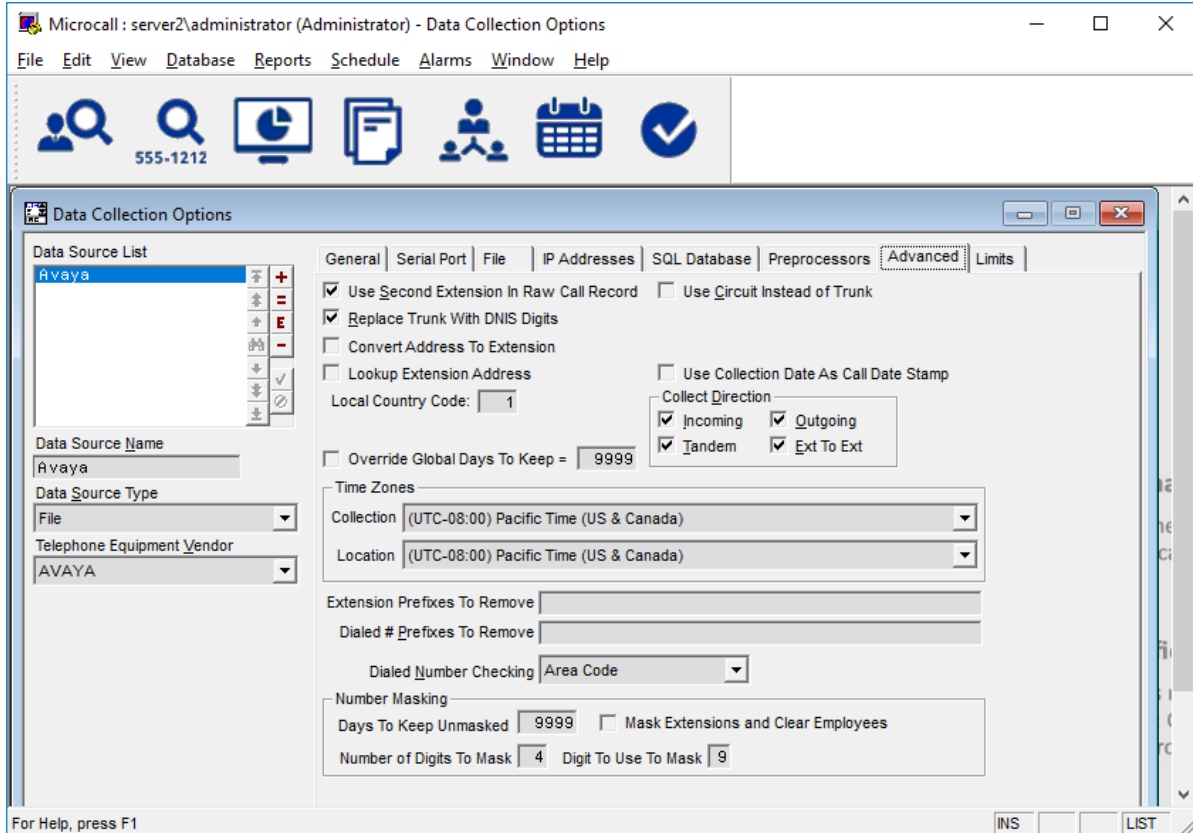 Microcall : server2\administrator (Administrator) - Data Collection Options
File Edit View Database Reports Schedule Alarms Window Help
555-1212
Data Collection Options
Data Source List
Avaya
E
Data Source Name
Avaya
Data Source Type
File
Telephone Equipment Vendor
AVAYA
General Serial Port File IP Addresses SQL Database Preprocessors Advanced Limits
Use Second Extension In Raw Call Record Use Circuit Instead of Trunk
Replace Trunk With DNIS Digits
Convert Address To Extension
Lookup Extension Address Use Collection Date As Call Date Stamp
Local Country Code: 1
Collect Direction
Incoming Outgoing
Tandem Ext To Ext
Override Global Days To Keep = 9999
Time Zones
Collection (UTC-08:00) Pacific Time (US & Canada)
Location (UTC-08:00) Pacific Time (US & Canada)
Extension Prefixes To Remove
Dialed # Prefixes To Remove
Dialed Number Checking Area Code
Number Masking
Days To Keep Unmasked 9999 Mask Extensions and Clear Employees
Number of Digits To Mask 4 Digit To Use To Mask 9
For Help, press F1 INS LIST